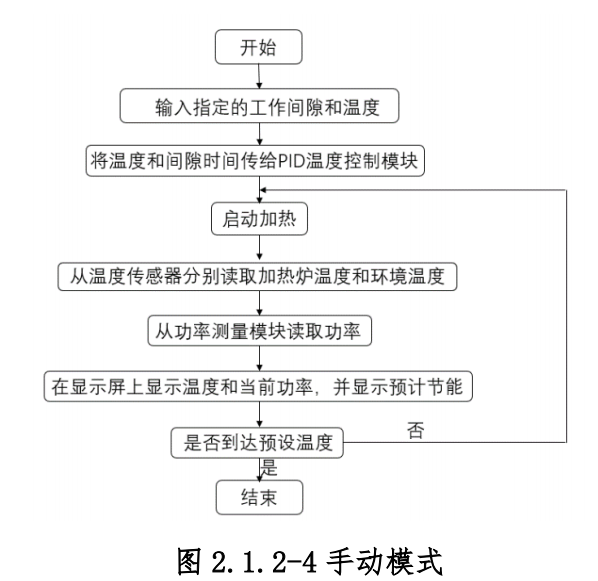 开始
输入指定的工作间隙和温度
将温度和间隙时间传给PID温度控制模块
启动加热
从温度传感器分别读取加热炉温度和环境温度
从功率测量模块读取功率
在显示屏上显示温度和当前功率，并显示预计节能
是否到达预设温度
否
是
结束
图 2.1.2-4 手动模式